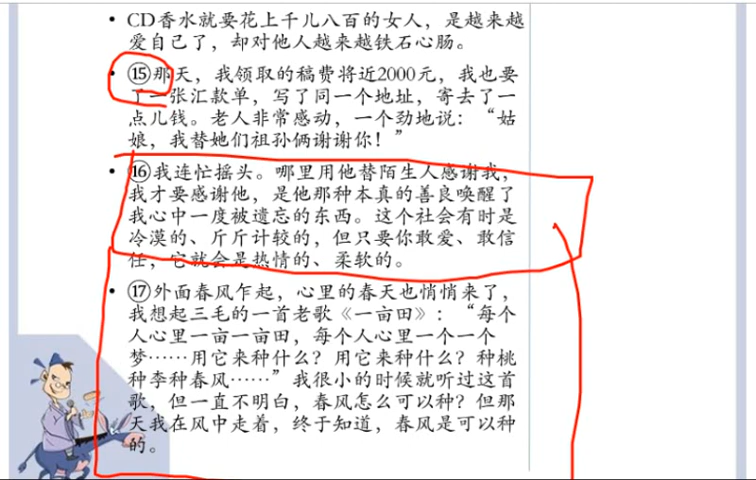 • CD香水就要花上千儿八百的女人，是越来越
爱自己了，却对他人越来越铁石心肠。
• ⑮那天，我领取的稿费将近2000元，我也要
了一张汇款单，写了同一个地址，寄去了一
点儿钱。老人非常感动，一个劲地说：“姑
娘，我替她们祖孙俩谢谢你！”
• ⑯我连忙摇头。哪里用他替陌生人感谢我，
我才要感谢他，是他那种本真的善良唤醒了
我心中一度被遗忘的东西。这个社会有时是
冷漠的、斤斤计较的，但只要你敢爱、敢信
任，它就会是热情的、柔软的。
• ⑰外面春风乍起，心里的春天也悄悄来了，
我想起三毛的一首老歌《一亩田》：“每个
人心里一亩一亩田，每个人心里一个一个
梦……用它来种什么？用它来种什么？种桃
种李种春风……”我很小的时候就听过这首
歌，但一直不明白，春风怎么可以种？但那
天我在风中走着，终于知道，春风是可以种
的。